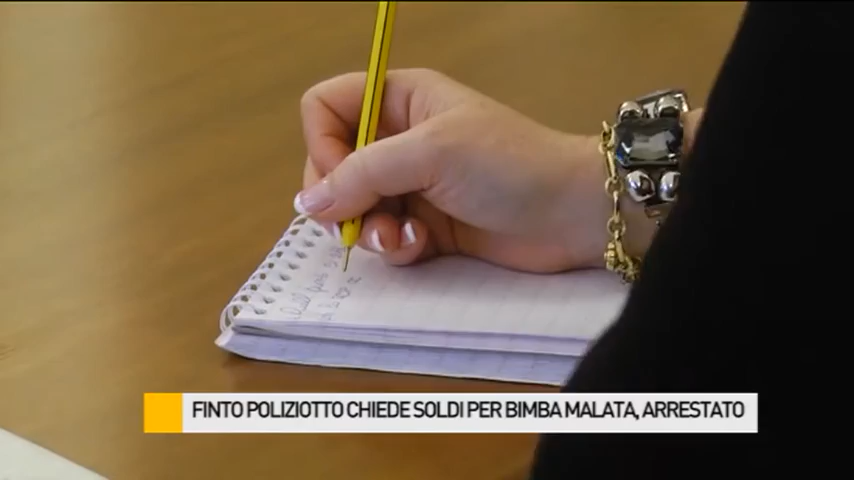 FINTO POLIZIOTTO CHIEDE SOLDI PER BIMBA MALATA, ARRESTATO